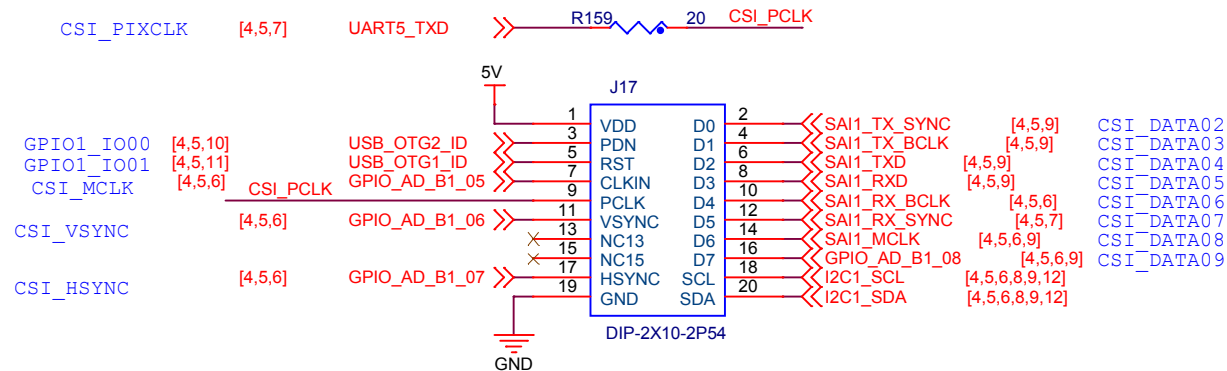 CSI_PIXCLK [4,5,7] UART5_TXD R159 20 CSI_PCLK
5V
J17
1 VDD D0 2 SAI1_TX_SYNC [4,5,9] CSI_DATA02
GPIO1_IO00 [4,5,10] USB_OTG2_ID 3 PDN D1 4 SAI1_TX_BCLK [4,5,9] CSI_DATA03
GPIO1_IO01 [4,5,11] USB_OTG1_ID 5 RST D2 6 SAI1_TXD [4,5,9] CSI_DATA04
CSI_MCLK [4,5,6] GPIO_AD_B1_05 7 CLKIN D3 8 SAI1_RXD [4,5,9] CSI_DATA05
CSI_PCLK 9 PCLK D4 10 SAI1_RX_BCLK [4,5,6] CSI_DATA06
CSI_VSYNC [4,5,6] GPIO_AD_B1_06 11 VSYNC D5 12 SAI1_RX_SYNC [4,5,7] CSI_DATA07
13 NC13 D6 14 SAI1_MCLK [4,5,6,9] CSI_DATA08
15 NC15 D7 16 GPIO_AD_B1_08 [4,5,6,9] CSI_DATA09
CSI_HSYNC [4,5,6] GPIO_AD_B1_07 17 HSYNC SCL 18 I2C1_SCL [4,5,6,8,9,12]
19 GND SDA 20 I2C1_SDA [4,5,6,8,9,12]
DIP-2X10-2P54
GND